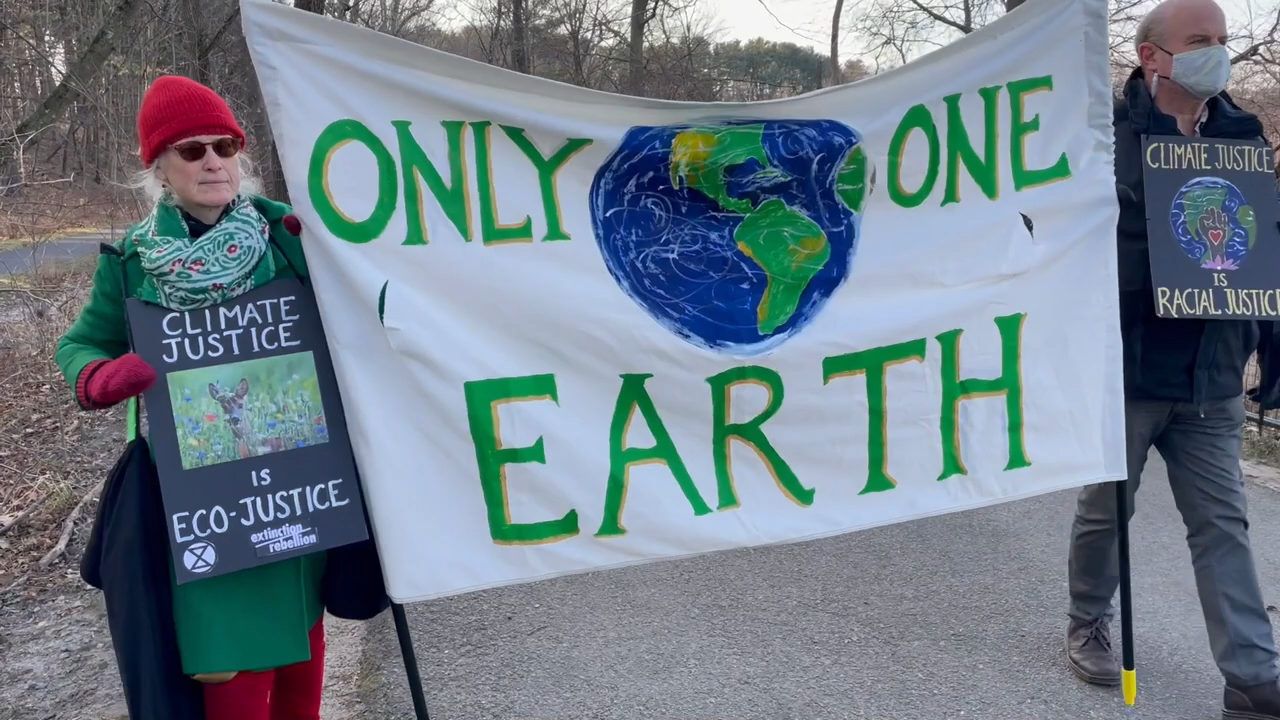 ONLY ONE
EARTH
CLIMATE
JUSTICE
IS
ECO-JUSTICE
extinction
rebellion
CLIMATE JUSTICE
IS
RACIAL JUSTICE